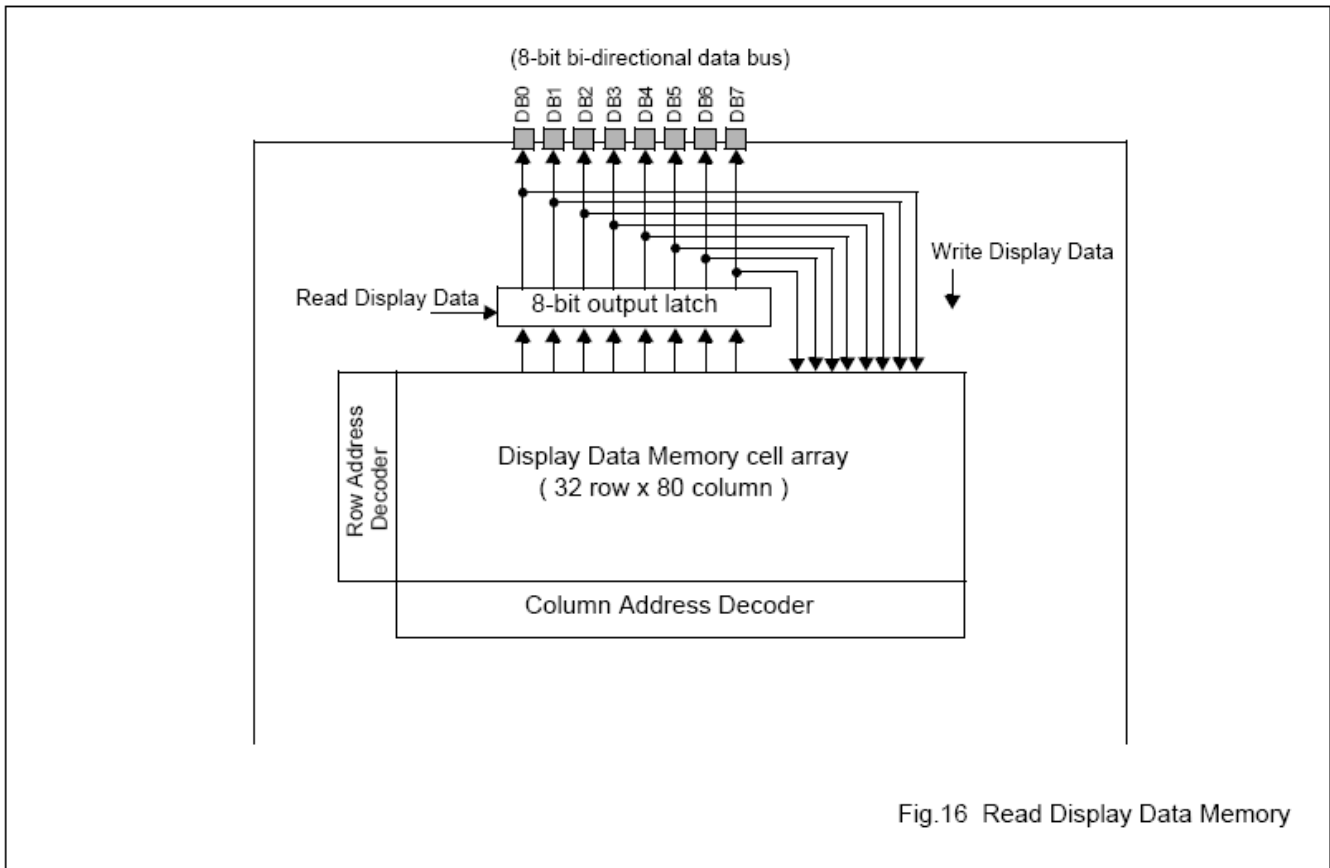 (8-bit bi-directional data bus)
DB0
DB1
DB2
DB3
DB4
DB5
DB6
DB7
Write Display Data
Read Display Data
8-bit output latch
Row Address
Decoder
Display Data Memory cell array
( 32 row x 80 column )
Column Address Decoder
Fig.16 Read Display Data Memory